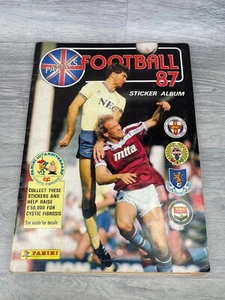 PANINI'S
FOOTBALL
87
STICKER ALBUM
NEC
mita
COLLECT THESE
STICKERS AND
HELP RAISE
£50,000 FOR
CYSTIC FIBROSIS
See inside for details
PANINI